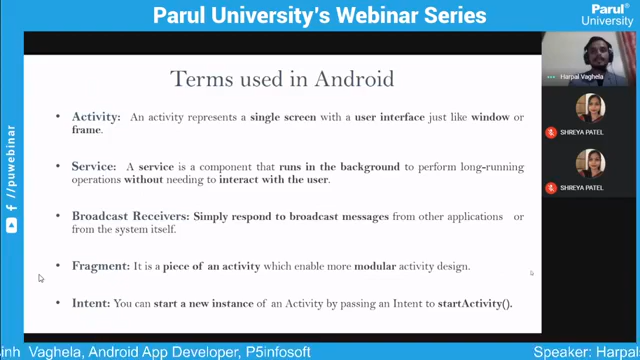 Parul University's Webinar Series
Parul®
University
//puwebinar
f
Terms used in Android
• Activity: An activity represents a single screen with a user interface just like window or
frame.
• Service: A service is a component that runs in the background to perform long-running
operations without needing to interact with the user.
• Broadcast Receivers: Simply respond to broadcast messages from other applications or
from the system itself.
• Fragment: It is a piece of an activity which enable more modular activity design.
• Intent: You can start a new instance of an Activity by passing an Intent to startActivity().
Harpal Vaghela
SHREYA PATEL
SHREYA PATEL
Sinh Vaghela, Android App Developer, P5infosoft
Speaker: Harpal